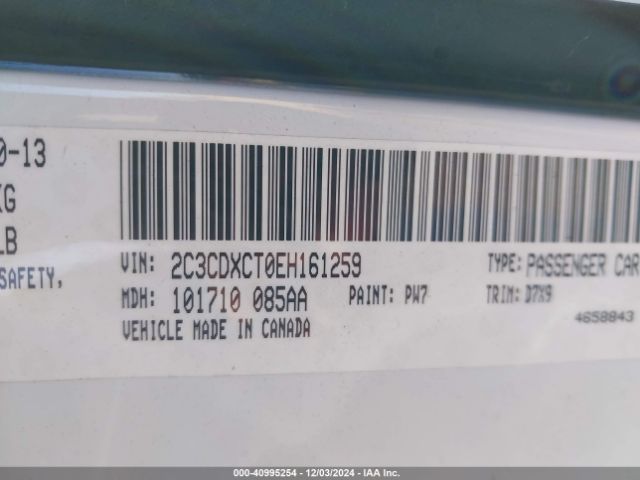 0-13
KG
LB
SAFETY,
VIN: 2C3CDXCT0EH161259 TYPE: PASSENGER CAR
MDH: 101710 085AA PAINT: PW7 TRIM: D7X9
VEHICLE MADE IN CANADA
4658843
000-40995254 - 12/03/2024 - IAA Inc.